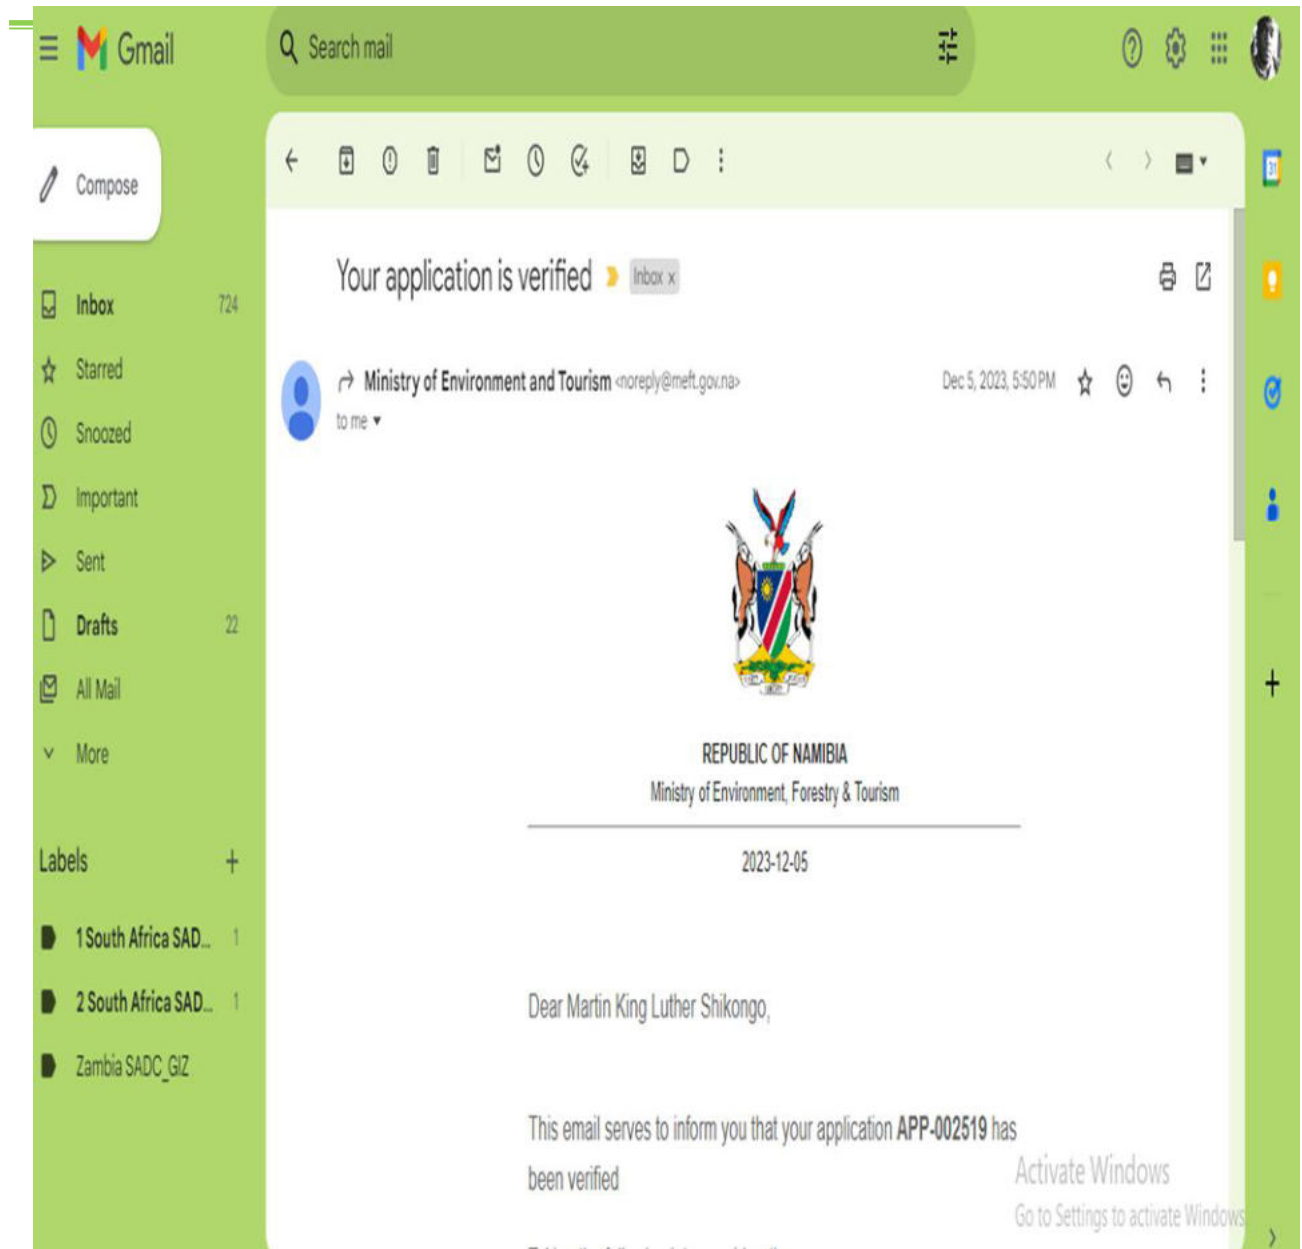 Gmail
Search mail
Compose
Inbox 724
Starred
Snoozed
Important
Sent
Drafts 22
All Mail
More
Labels
1 South Africa SAD... 1
2 South Africa SAD... 1
Zambia SADC_GIZ
31
Your application is verified Inbox x
Ministry of Environment and Tourism <noreply@meft.gov.na> Dec 5, 2023, 5:50 PM
to me
REPUBLIC OF NAMIBIA
Ministry of Environment, Forestry & Tourism
2023-12-05
Dear Martin King Luther Shikongo,
This email serves to inform you that your application APP-002519 has
been verified
Activate Windows
Go to Settings to activate Windows